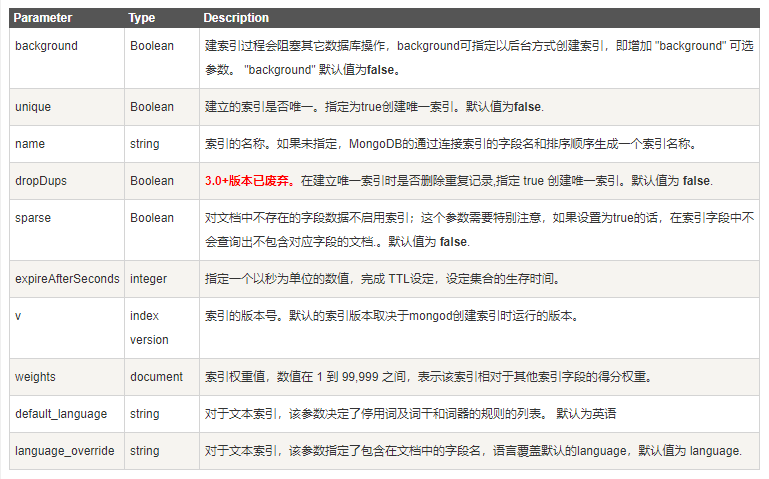 Parameter Type Description
background Boolean 建索引过程会阻塞其它数据库操作，background可指定以后台方式创建索引，即增加 "background" 可选
参数。 "background" 默认值为false。
unique Boolean 建立的索引是否唯一。指定为true创建唯一索引。默认值为false.
name string 索引的名称。如果未指定，MongoDB的通过连接索引的字段名和排序顺序生成一个索引名称。
dropDups Boolean 3.0+版本已废弃。在建立唯一索引时是否删除重复记录,指定 true 创建唯一索引。默认值为 false.
sparse Boolean 对文档中不存在的字段数据不启用索引；这个参数需要特别注意，如果设置为true的话，在索引字段中不
会查询出不包含对应字段的文档.。默认值为 false.
expireAfterSeconds integer 指定一个以秒为单位的数值，完成 TTL设定，设定集合的生存时间。
v index 索引的版本号。默认的索引版本取决于mongod创建索引时运行的版本。
version
weights document 索引权重值，数值在 1 到 99,999 之间，表示该索引相对于其他索引字段的得分权重。
default_language string 对于文本索引，该参数决定了停用词及词干和词器的规则的列表。 默认为英语
language_override string 对于文本索引，该参数指定了包含在文档中的字段名，语言覆盖默认的language，默认值为 language.